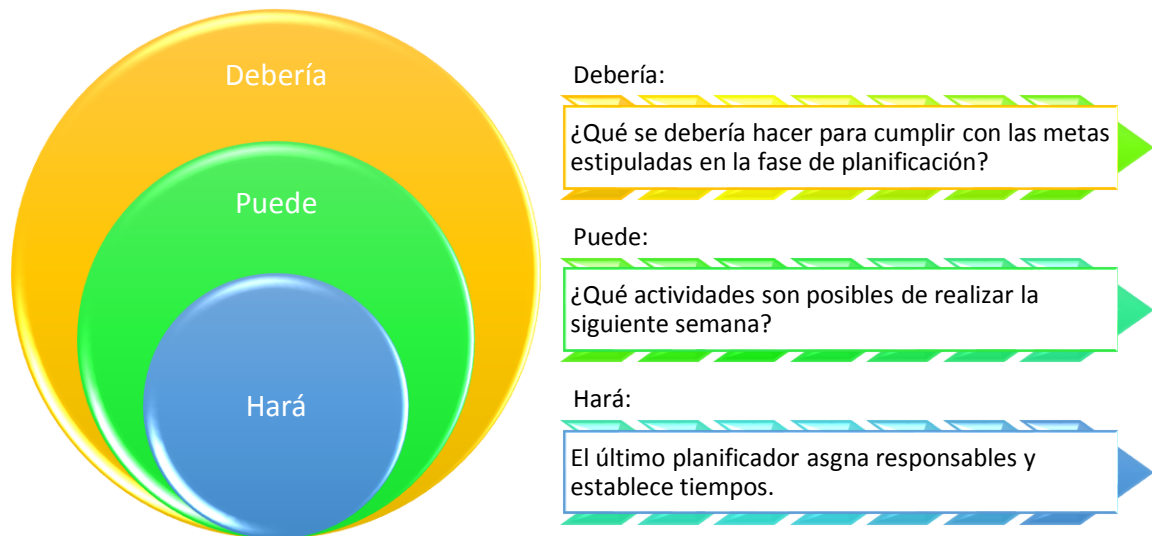 Debería
Puede
Hará
Debería:
¿Qué se debería hacer para cumplir con las metas
estipuladas en la fase de planificación?
Puede:
¿Qué actividades son posibles de realizar la
siguiente semana?
Hará:
El último planificador asgna responsables y
establece tiempos.